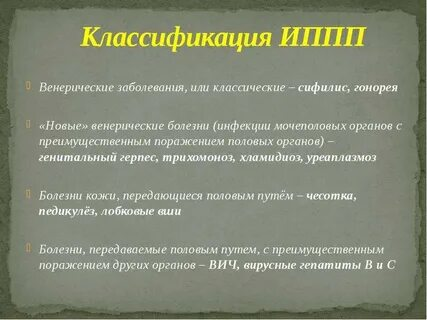 Классификация ИППП
Венерические заболевания, или классические – сифилис, гонорея
«Новые» венерические болезни (инфекции мочеполовых органов с
преимущественным поражением половых органов) –
генитальный герпес, трихомоноз, хламидиоз, уреаплазмоз
Болезни кожи, передающиеся половым путём – чесотка,
педикулёз, лобковые вши
Болезни, передаваемые половым путем, с преимущественным
поражением других органов – ВИЧ, вирусные гепатиты В и С